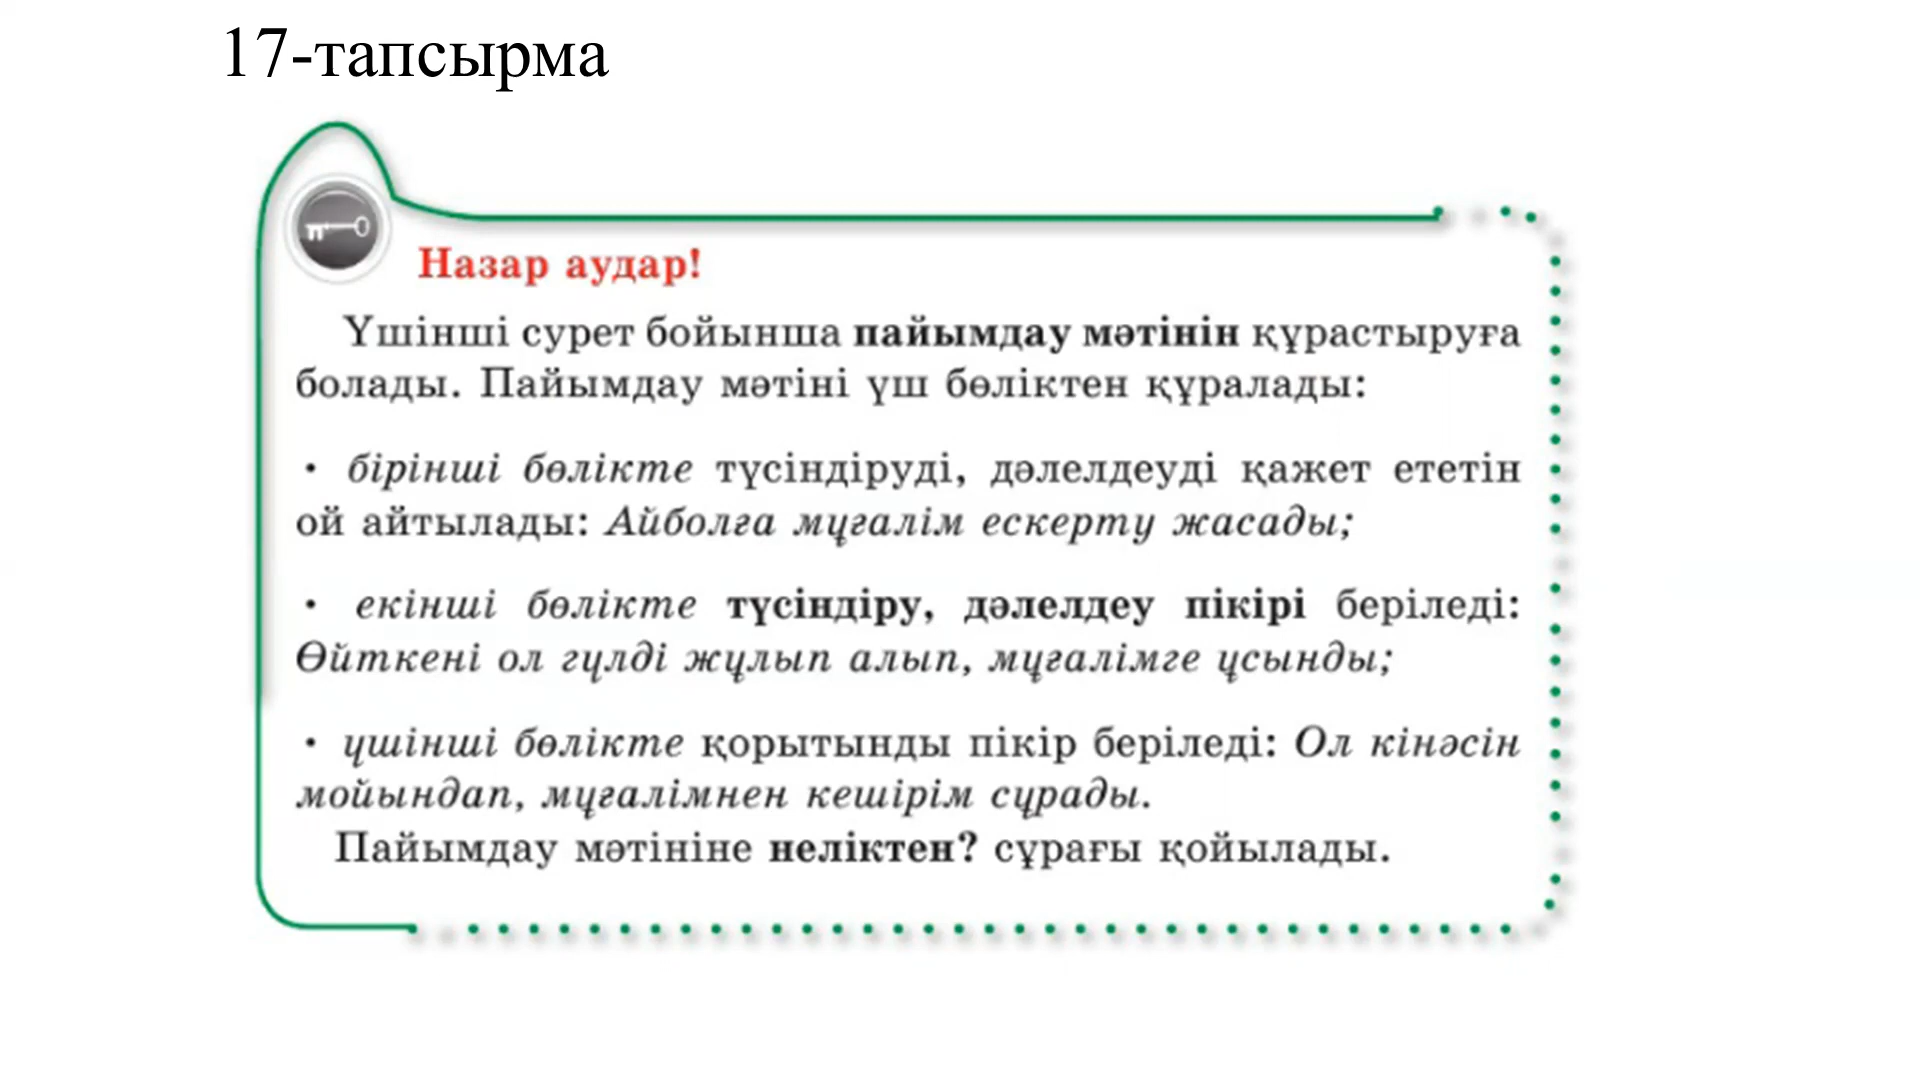 17-тапсырма
Назар аудар!
Үшінші сурет бойынша пайымдау мәтінін құрастыруға
болады. Пайымдау мәтіні үш бөліктен құралады:
• бірінші бөлікте түсіндіруді, дәлелдеуді қажет ететін
ой айтылады: Айболға мұғалім ескерту жасады;
• екінші бөлікте түсіндіру, дәлелдеу пікірі беріледі:
Өйткені ол гүлді жұлып алып, мұғалімге ұсынды;
• үшінші бөлікте қорытынды пікір беріледі: Ол кінәсін
мойындап, мұғалімнен кешірім сұрады.
Пайымдау мәтініне неліктен? сұрағы қойылады.